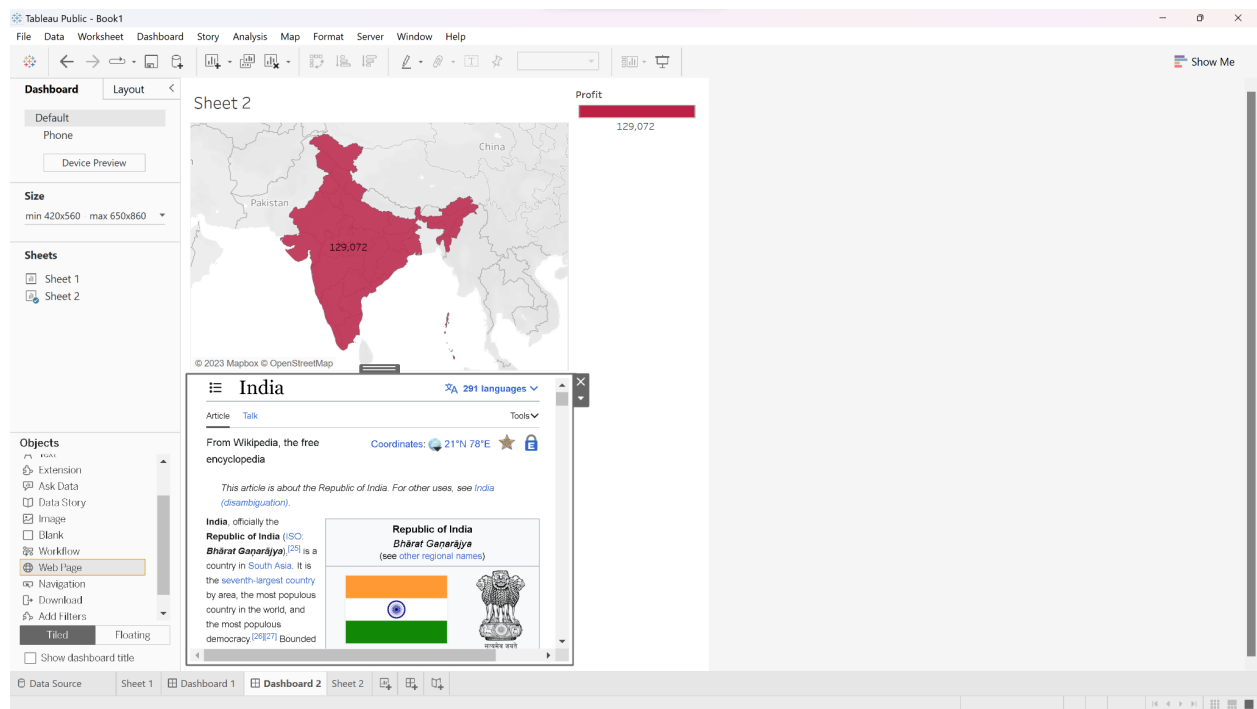 Tableau Public - Book1
File Data Worksheet Dashboard Story Analysis Map Format Server Window Help
Show Me
Dashboard Layout
Default
Phone
Device Preview
Size
min 420x560 max 650x860
Sheets
Sheet 1
Sheet 2
Objects
Text
Extension
Ask Data
Data Story
Image
Blank
Workflow
Web Page
Navigation
Download
Add Filters
Tiled Floating
Show dashboard title
Sheet 2
Profit
129,072
China
Pakistan
129,072
© 2023 Mapbox © OpenStreetMap
India
291 languages
Article Talk Tools
From Wikipedia, the free
encyclopedia
Coordinates: 21°N 78°E
This article is about the Republic of India. For other uses, see India
(disambiguation).
India, officially the
Republic of India (ISO:
Bhārat Gaṇarājya),[25] is a
country in South Asia. It is
the seventh-largest country
by area, the most populous
country in the world, and
the most populous
democracy.[26][27] Bounded
Republic of India
Bhārat Gaṇarājya
(see other regional names)
सत्यमेव जयते
Data Source Sheet 1 Dashboard 1 Dashboard 2 Sheet 2